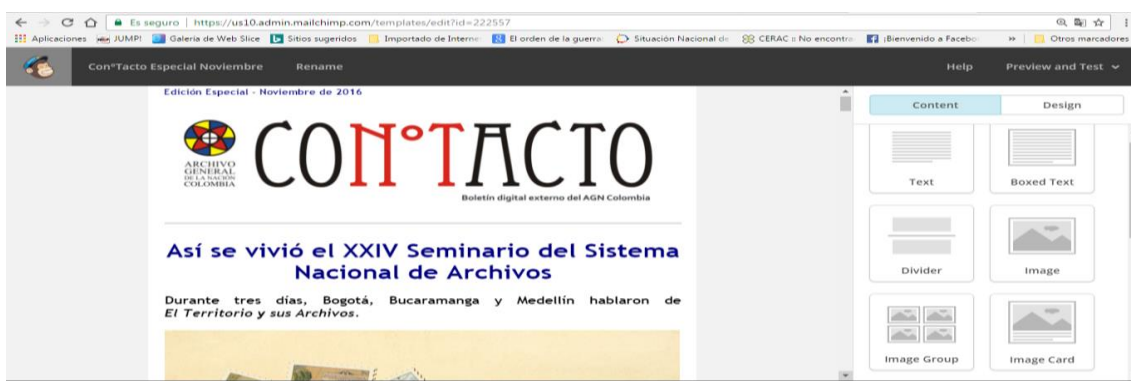 Es seguro | https://us10.admin.mailchimp.com/templates/edit?id=222557
Aplicaciones JUMP! Galería de Web Slice Sitios sugeridos Importado de Interne El orden de la guerra: Situación Nacional de CERAC :: No encontra ¡Bienvenido a Facebo » Otros marcadores
Con°Tacto Especial Noviembre Rename Help Preview and Test
Edición Especial - Noviembre de 2016
Content Design
CON°TACTO
ARCHIVO
GENERAL
DE LA NACIÓN
COLOMBIA
Boletín digital externo del AGN Colombia
Text Boxed Text
Así se vivió el XXIV Seminario del Sistema
Nacional de Archivos
Durante tres días, Bogotá, Bucaramanga y Medellín hablaron de
El Territorio y sus Archivos.
Divider Image
Image Group Image Card